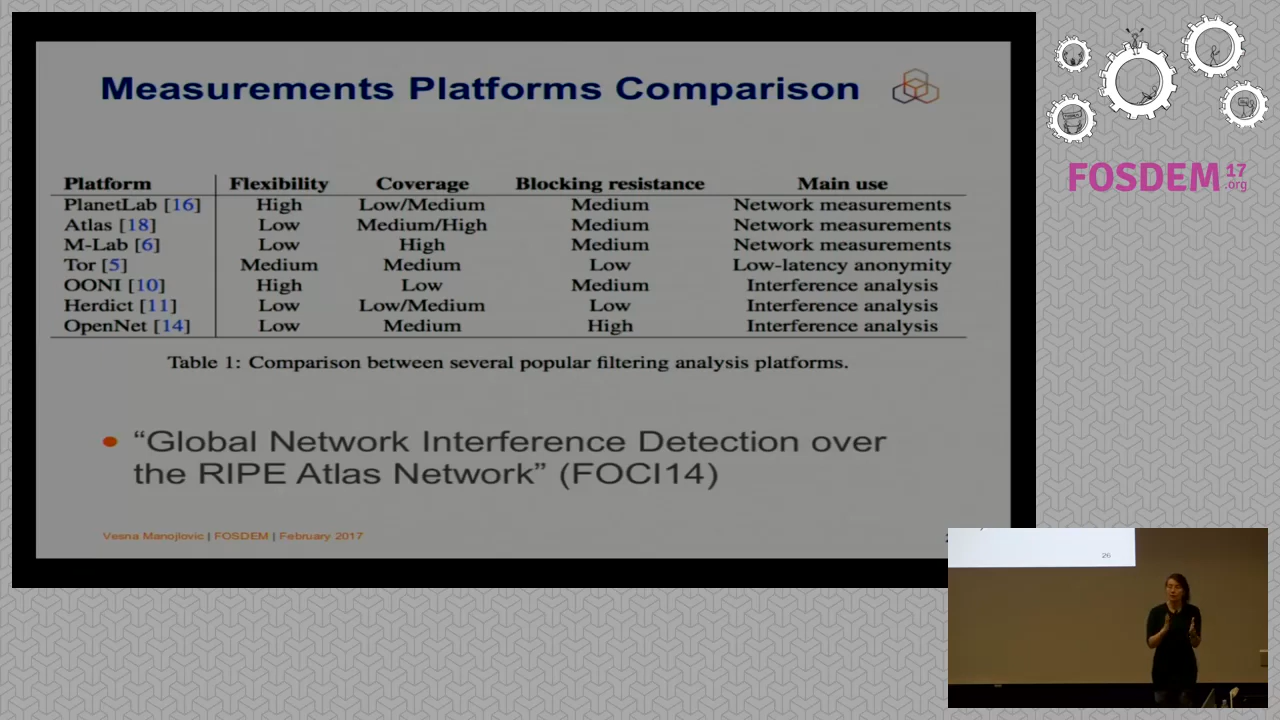 Measurements Platforms Comparison
Platform Flexibility Coverage Blocking resistance Main use
PlanetLab [16] High Low/Medium Medium Network measurements
Atlas [18] Low Medium/High Medium Network measurements
M-Lab [6] Low High Medium Network measurements
Tor [5] Medium Medium Low Low-latency anonymity
OONI [10] High Low Medium Interference analysis
Herdict [11] Low Low/Medium Low Interference analysis
OpenNet [14] Low Medium High Interference analysis
Table 1: Comparison between several popular filtering analysis platforms.
• “Global Network Interference Detection over
the RIPE Atlas Network” (FOCI14)
Vesna Manojlovic | FOSDEM | February 2017
FOSDEM 17
.org
26